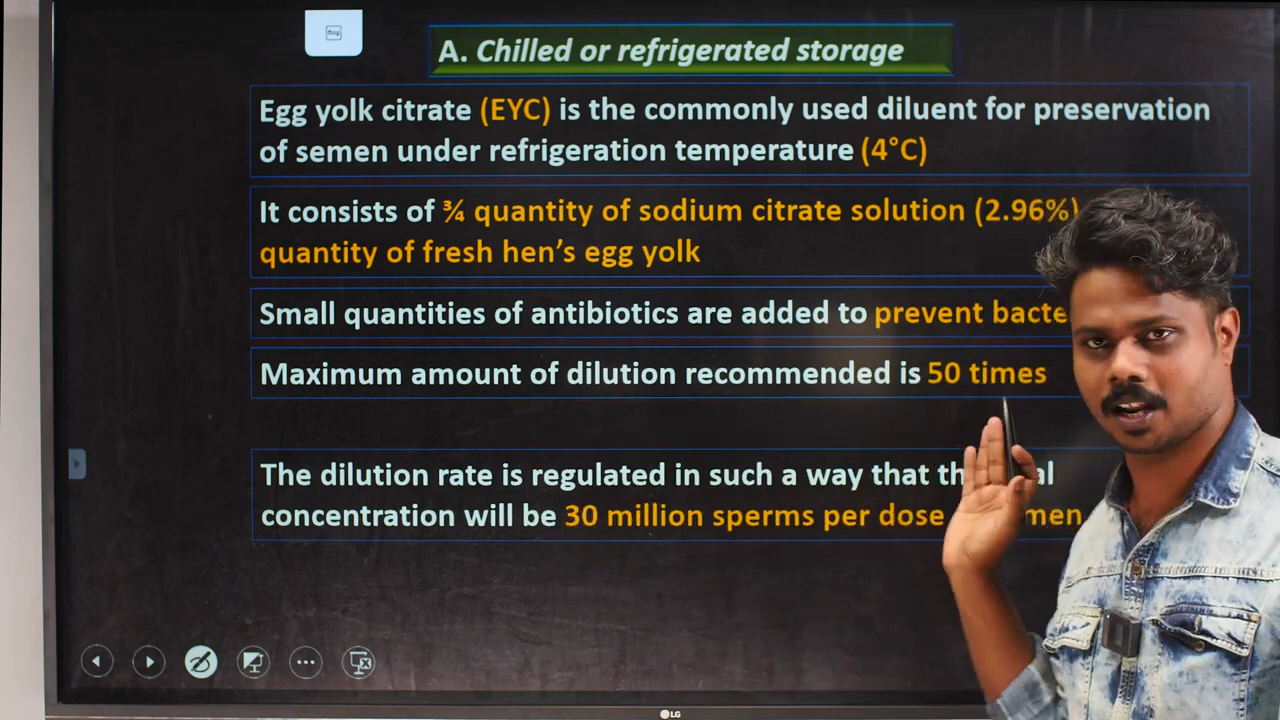 A. Chilled or refrigerated storage
Egg yolk citrate (EYC) is the commonly used diluent for preservation
of semen under refrigeration temperature (4°C)
It consists of ¾ quantity of sodium citrate solution (2.96%)
quantity of fresh hen's egg yolk
Small quantities of antibiotics are added to prevent
Maximum amount of dilution recommended is 50 times
The dilution rate is regulated in such a way that
concentration will be 30 million sperms per dose
LG